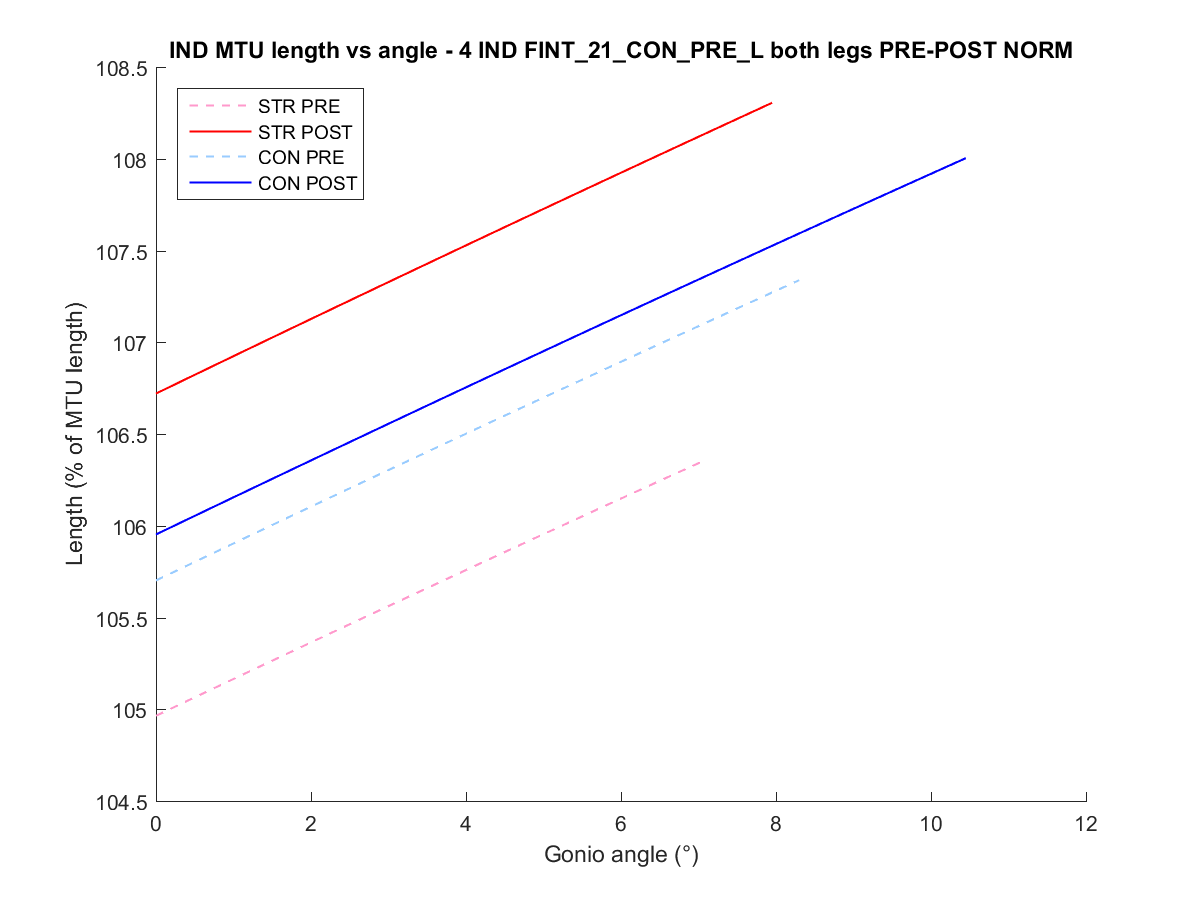 IND MTU length vs angle - 4 IND FINT_21_CON_PRE_L both legs PRE-POST NORM
108.5
STR PRE
STR POST
CON PRE
CON POST
108
107.5
107
106.5
106
105.5
105
104.5
Length (% of MTU length)
0 2 4 6 8 10 12
Gonio angle (°)